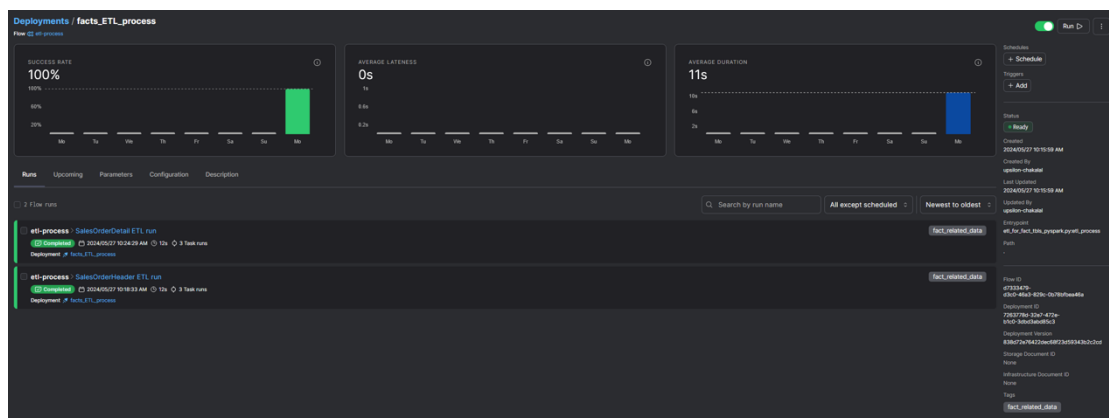 Deployments / facts_ETL_process
Flow etl-process
Run
SUCCESS RATE
100%
100%
60%
20%
Mo Tu We Th Fr Sa Su Mo
AVERAGE LATENESS
0s
1s
0.6s
0.2s
Mo Tu We Th Fr Sa Su Mo
AVERAGE DURATION
11s
10s
6s
2s
Mo Tu We Th Fr Sa Su Mo
Runs Upcoming Parameters Configuration Description
Flow runs
Search by run name
All except scheduled
Newest to oldest
etl-process > SalesOrderDetail ETL run
fact_related_data
Completed 2024/05/27 10:24:29 AM 12s 3 Task runs
Deployment facts_ETL_process
etl-process > SalesOrderHeader ETL run
fact_related_data
Completed 2024/05/27 10:18:33 AM 12s 3 Task runs
Deployment facts_ETL_process
Schedules
+ Schedule
Triggers
+ Add
Status
Ready
Created
2024/05/27 10:15:59 AM
Created By
upsilon-chakalal
Last Updated
2024/05/27 10:15:59 AM
Updated By
upsilon-chakalal
Entrypoint
etl_for_fact_tbls_pyspark.py:etl_process
Path
-
Flow ID
Deployment ID
Deployment Version
Storage Document ID
None
Infrastructure Document ID
None
Tags
fact_related_data